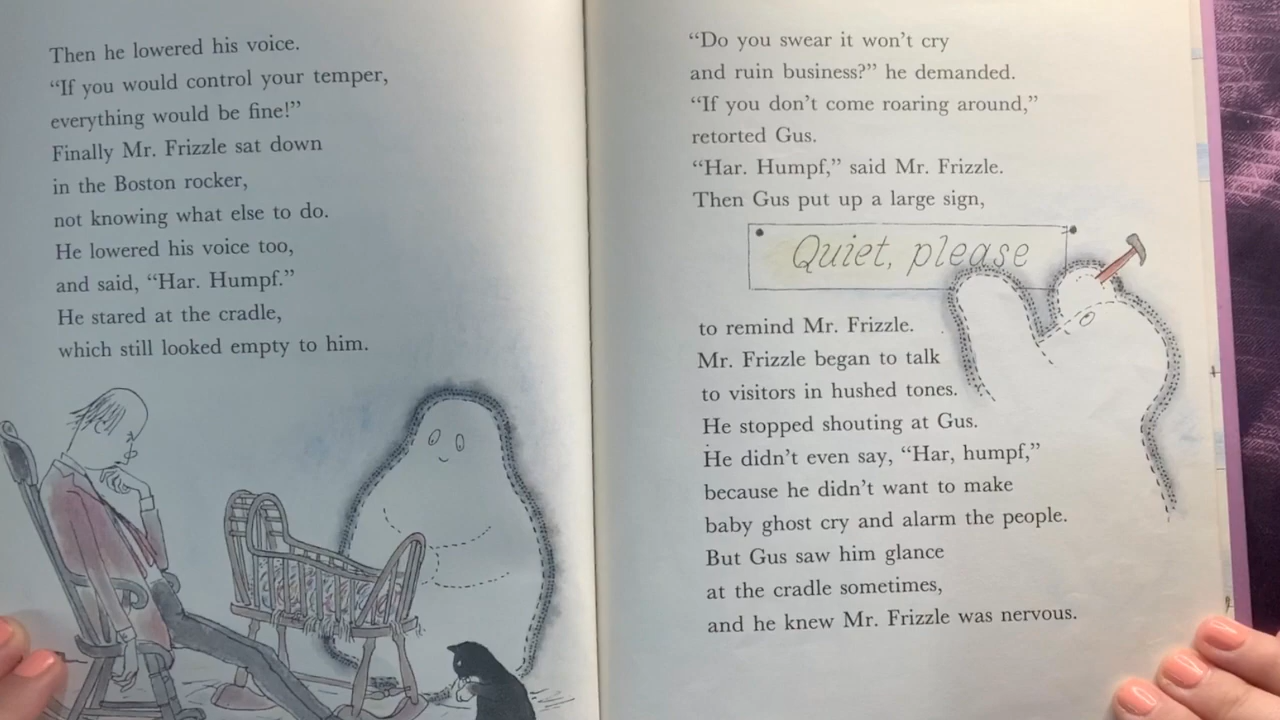 Then he lowered his voice.
“If you would control your temper,
everything would be fine!”
Finally Mr. Frizzle sat down
in the Boston rocker,
not knowing what else to do.
He lowered his voice too,
and said, “Har. Humpf.”
He stared at the cradle,
which still looked empty to him.
“Do you swear it won’t cry
and ruin business?” he demanded.
“If you don’t come roaring around,”
retorted Gus.
“Har. Humpf,” said Mr. Frizzle.
Then Gus put up a large sign,
Quiet, please
to remind Mr. Frizzle.
Mr. Frizzle began to talk
to visitors in hushed tones.
He stopped shouting at Gus.
He didn’t even say, “Har, humpf,”
because he didn’t want to make
baby ghost cry and alarm the people.
But Gus saw him glance
at the cradle sometimes,
and he knew Mr. Frizzle was nervous.